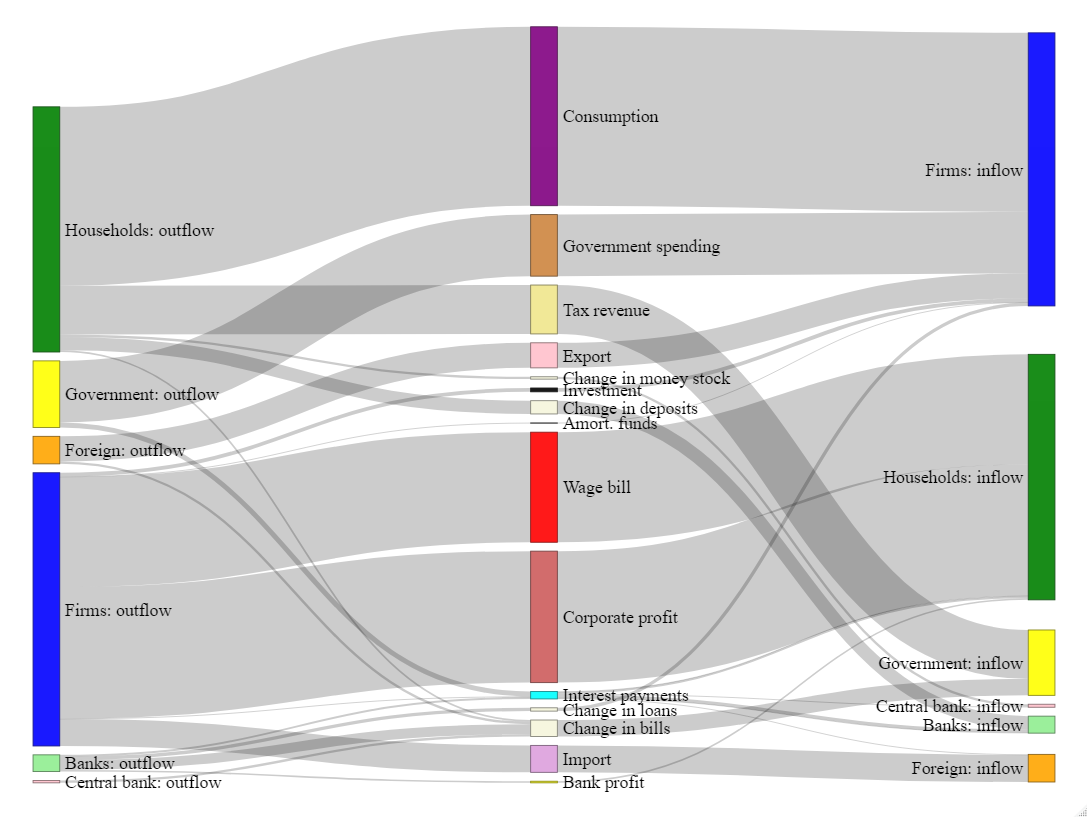 Households: outflow
Government: outflow
Foreign: outflow
Firms: outflow
Banks: outflow
Central bank: outflow
Consumption
Government spending
Tax revenue
Export
Change in money stock
Investment
Change in deposits
Amort. funds
Wage bill
Corporate profit
Interest payments
Change in loans
Change in bills
Import
Bank profit
Firms: inflow
Households: inflow
Government: inflow
Central bank: inflow
Banks: inflow
Foreign: inflow